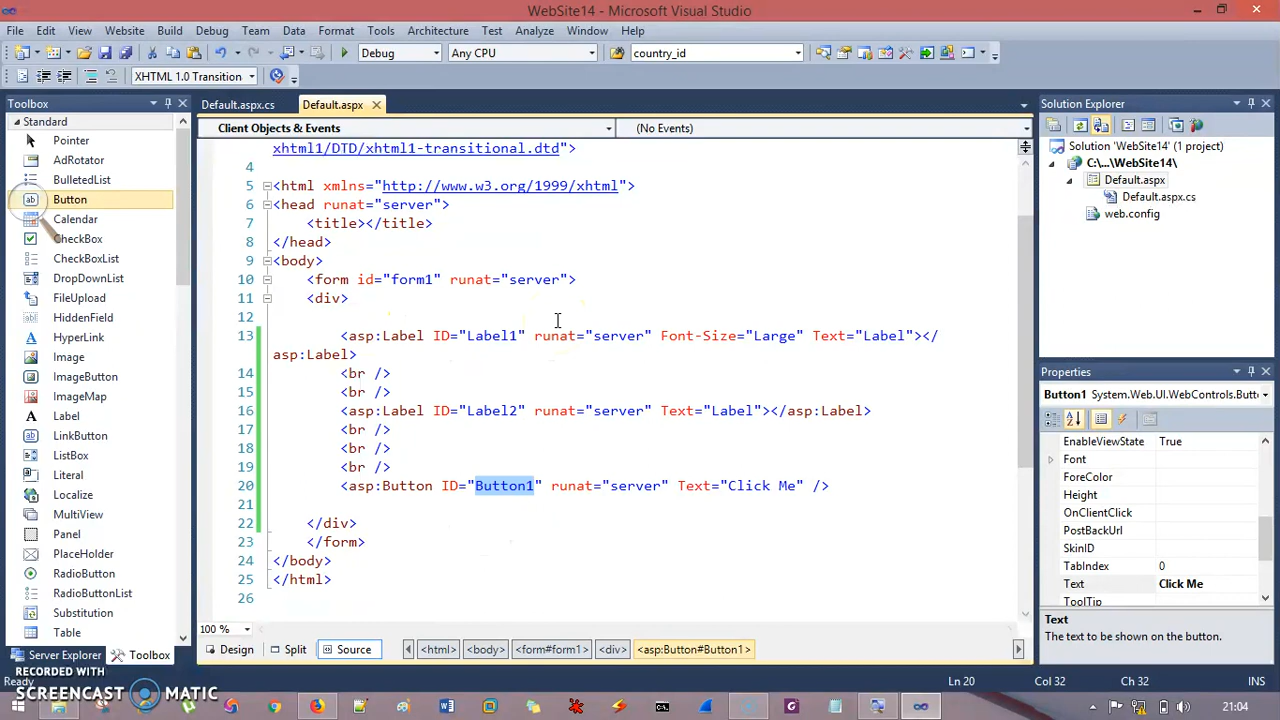 WebSite14 - Microsoft Visual Studio
File Edit View Website Build Debug Team Data Format Tools Architecture Test Analyze Window Help
Debug Any CPU country_id
XHTML 1.0 Transition
Toolbox
Standard
Pointer
AdRotator
BulletedList
Button
Calendar
CheckBox
CheckBoxList
DropDownList
FileUpload
HiddenField
HyperLink
Image
ImageButton
ImageMap
Label
LinkButton
ListBox
Literal
Localize
MultiView
Panel
PlaceHolder
RadioButton
RadioButtonList
Substitution
Table
Server Explorer Toolbox
Default.aspx.cs Default.aspx
Client Objects & Events (No Events)
xhtml1/DTD/xhtml1-transitional.dtd">
4
5 <html xmlns="http://www.w3.org/1999/xhtml">
6 <head runat="server">
7 <title></title>
8 </head>
9 <body>
10 <form id="form1" runat="server">
11 <div>
12
13 <asp:Label ID="Label1" runat="server" Font-Size="Large" Text="Label"></
asp:Label>
14 <br />
15 <br />
16 <asp:Label ID="Label2" runat="server" Text="Label"></asp:Label>
17 <br />
18 <br />
19 <br />
20 <asp:Button ID="Button1" runat="server" Text="Click Me" />
21
22 </div>
23 </form>
24 </body>
25 </html>
26
100 %
Design Split Source <html> <body> <form#form1> <div> <asp:Button#Button1>
Solution Explorer
Solution 'WebSite14' (1 project)
C:\...\WebSite14\
Default.aspx
Default.aspx.cs
web.config
Properties
Button1 System.Web.UI.WebControls.Butt
EnableViewState True
Font
ForeColor
Height
OnClientClick
PostBackUrl
SkinID
TabIndex 0
Text Click Me
ToolTip
Text
The text to be shown on the button.
Ready Ln 20 Col 32 Ch 32 INS
RECORDED WITH
SCREENCAST MATIC
21:04